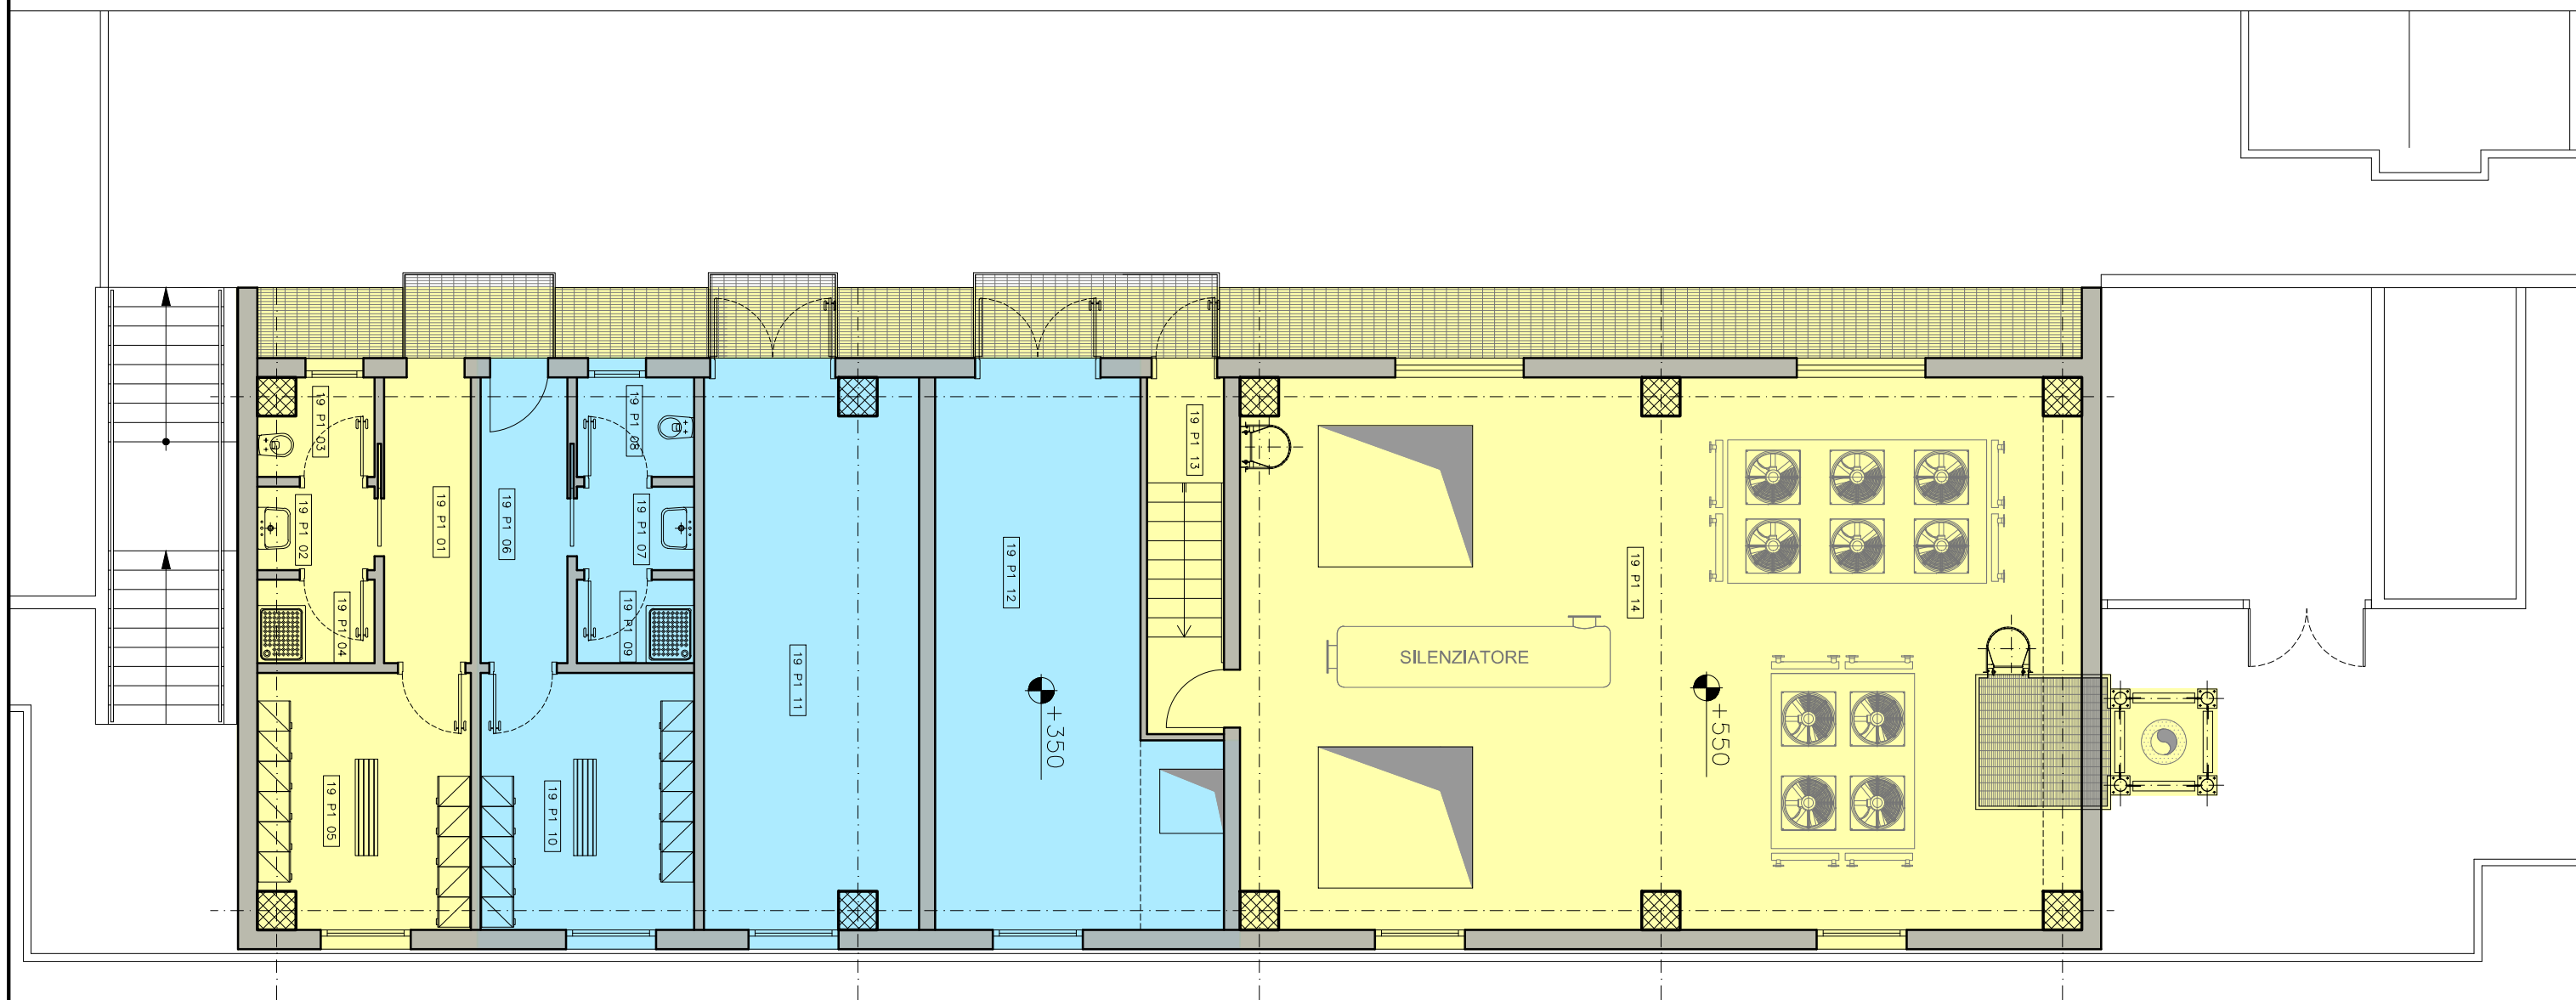 19 P1 03
19 P1 02
19 P1 04
19 P1 05
19 P1 01
19 P1 06
19 P1 08
19 P1 07
19 P1 09
19 P1 10
19 P1 11
19 P1 12
+350
19 P1 13
SILENZIATORE
19 P1 14
+550